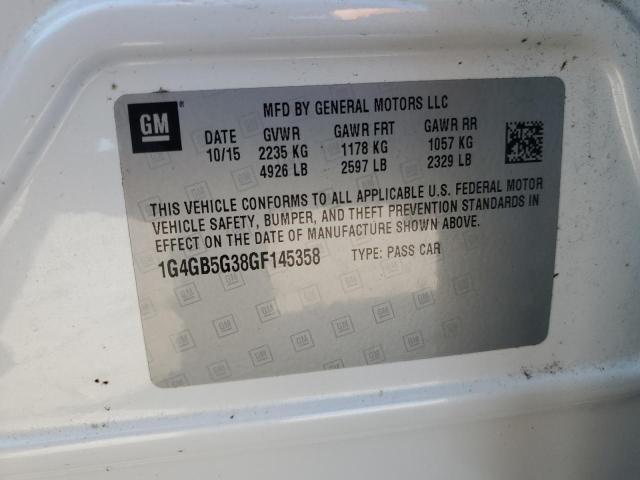 GM
MFD BY GENERAL MOTORS LLC
DATE GVWR GAWR FRT GAWR RR
10/15 2235 KG 1178 KG 1057 KG
4926 LB 2597 LB 2329 LB
THIS VEHICLE CONFORMS TO ALL APPLICABLE U.S. FEDERAL MOTOR
VEHICLE SAFETY, BUMPER, AND THEFT PREVENTION STANDARDS IN
EFFECT ON THE DATE OF MANUFACTURE SHOWN ABOVE.
1G4GB5G38GF145358 TYPE: PASS CAR